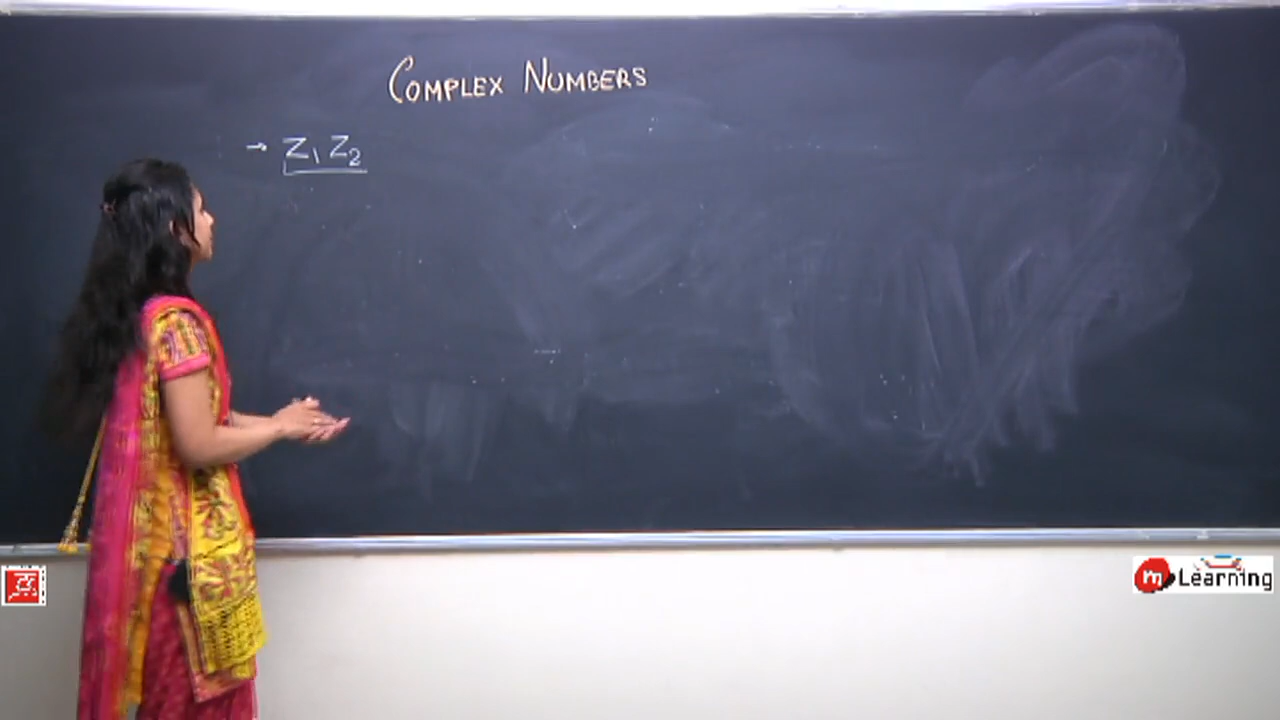 COMPLEX NUMBERS
→ Z₁ Z₂
m Learning